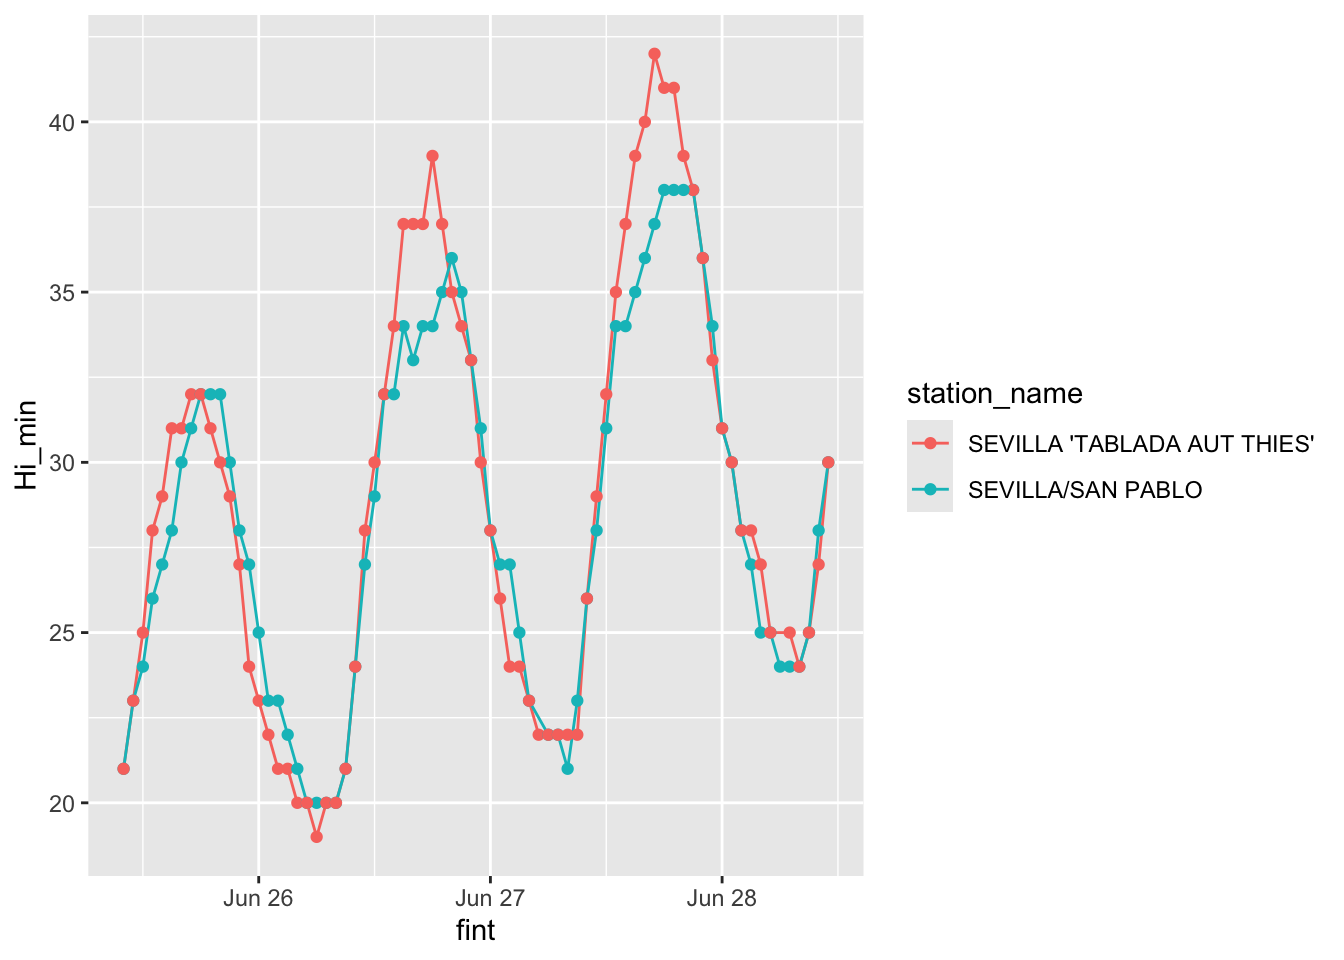 40
35
30
25
20
Hi_min
Jun 26
Jun 27
Jun 28
fint
station_name
SEVILLA 'TABLADA AUT THIES'
SEVILLA/SAN PABLO